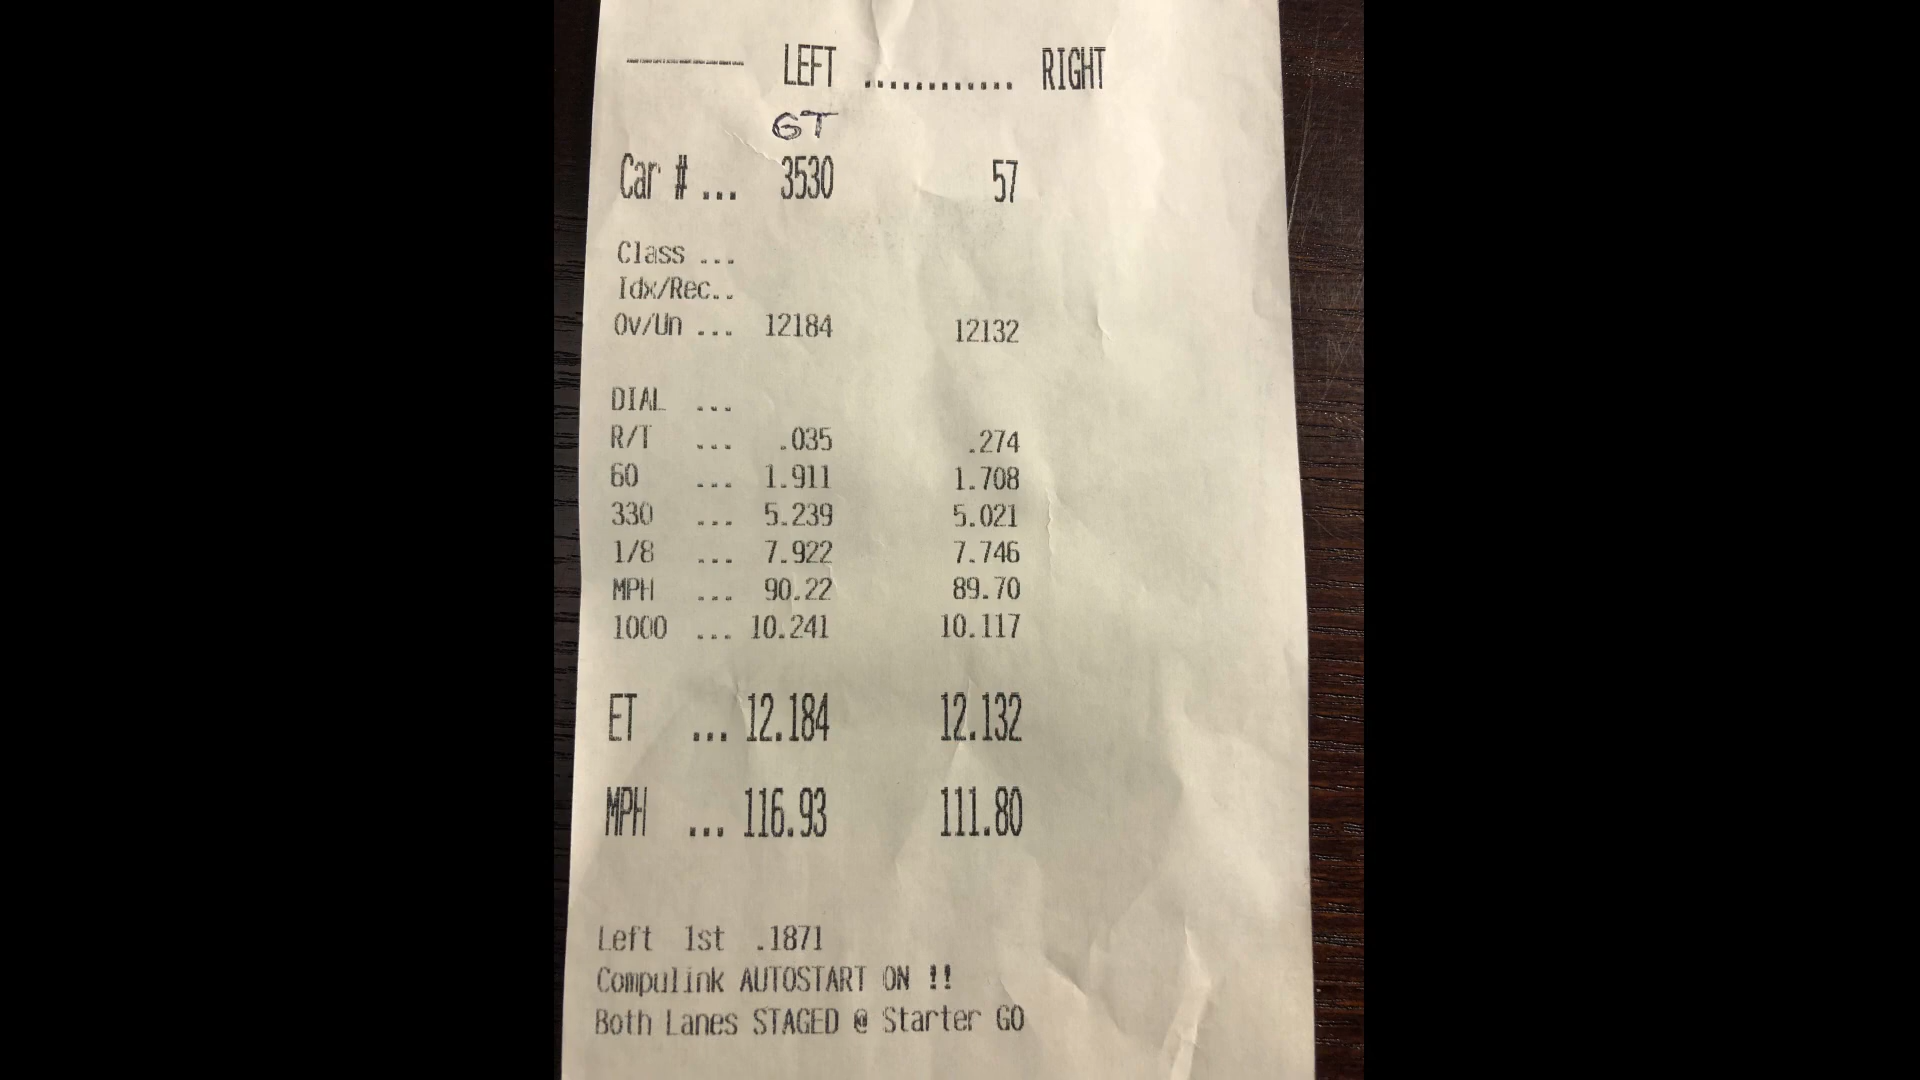 LEFT ............ RIGHT
GT
Car # ... 3530 57
Class ...
Idx/Rec..
Ov/Un ... 12184 12132
DIAL ...
R/T ... .035 .274
60 ... 1.911 1.708
330 ... 5.239 5.021
1/8 ... 7.922 7.746
MPH ... 90.22 89.70
1000 ... 10.241 10.117
ET ... 12.184 12.132
MPH ... 116.93 111.80
Left 1st .1871
Compulink AUTOSTART ON !!
Both Lanes STAGED @ Starter GO